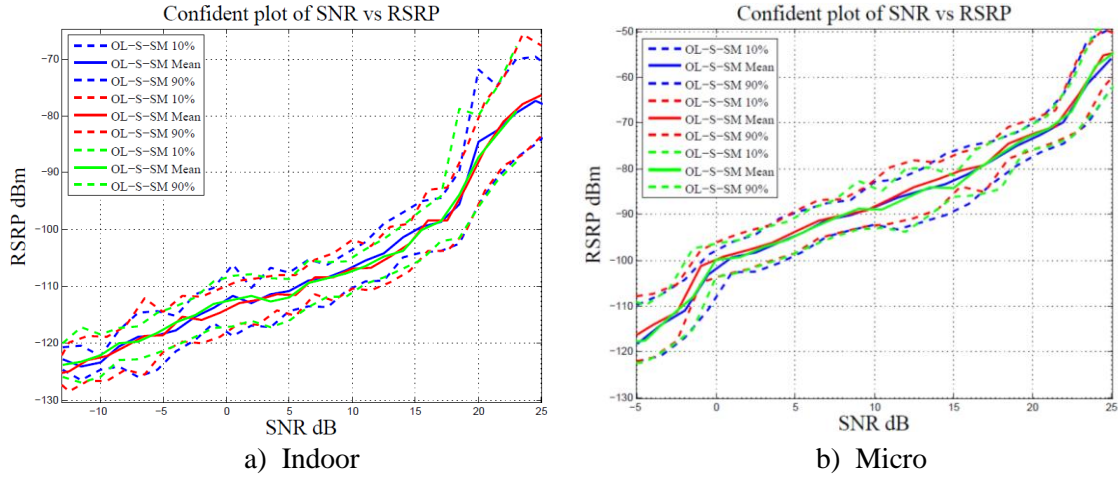 Confident plot of SNR vs RSRP
OL-S-SM 10%
OL-S-SM Mean
OL-S-SM 90%
OL-S-SM 10%
OL-S-SM Mean
OL-S-SM 90%
OL-S-SM 10%
OL-S-SM Mean
OL-S-SM 90%
RSRP dBm
-70
-80
-90
-100
-110
-120
-130
-10
-5
0
5
10
15
20
25
SNR dB
a) Indoor
Confident plot of SNR vs RSRP
OL-S-SM 10%
OL-S-SM Mean
OL-S-SM 90%
OL-S-SM 10%
OL-S-SM Mean
OL-S-SM 90%
OL-S-SM 10%
OL-S-SM Mean
OL-S-SM 90%
RSRP dBm
-50
-60
-70
-80
-90
-100
-110
-120
-130
-5
0
5
10
15
20
25
SNR dB
b) Micro